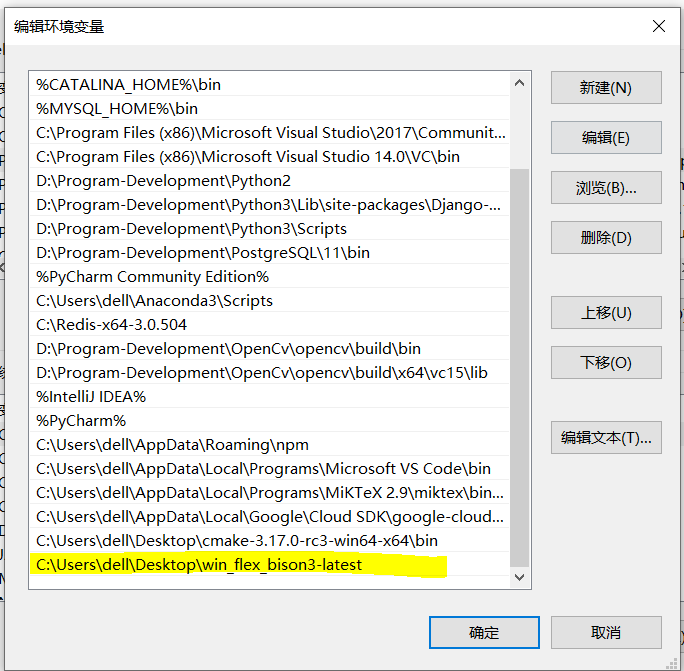 编辑环境变量
%CATALINA_HOME%\bin
%MYSQL_HOME%\bin
C:\Program Files (x86)\Microsoft Visual Studio\2017\Communit...
C:\Program Files (x86)\Microsoft Visual Studio 14.0\VC\bin
D:\Program-Development\Python2
D:\Program-Development\Python3\Lib\site-packages\Django-...
D:\Program-Development\Python3\Scripts
D:\Program-Development\PostgreSQL\11\bin
%PyCharm Community Edition%
C:\Users\dell\Anaconda3\Scripts
C:\Redis-x64-3.0.504
D:\Program-Development\OpenCv\opencv\build\bin
D:\Program-Development\OpenCv\opencv\build\x64\vc15\lib
%IntelliJ IDEA%
%PyCharm%
C:\Users\dell\AppData\Roaming\npm
C:\Users\dell\AppData\Local\Programs\Microsoft VS Code\bin
C:\Users\dell\AppData\Local\Programs\MiKTeX 2.9\miktex\bin...
C:\Users\dell\AppData\Local\Google\Cloud SDK\google-cloud...
C:\Users\dell\Desktop\cmake-3.17.0-rc3-win64-x64\bin
C:\Users\dell\Desktop\win_flex_bison3-latest
新建(N)
编辑(E)
浏览(B)...
删除(D)
上移(U)
下移(O)
编辑文本(T)...
确定
取消